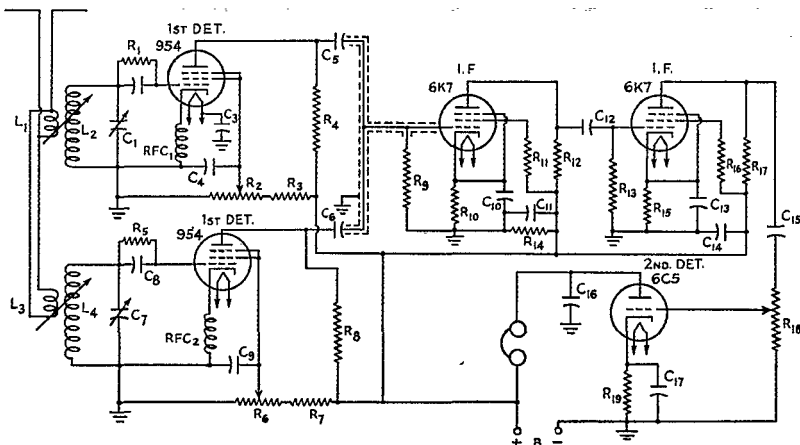 1ST DET.
954
R1
L1
L2
C1
C3
RFC1
C4
R2
R3
R4
C5
I.F
6K7
R9
R10
C10
R11
C11
R12
R14
C12
I.F.
6K7
R13
R15
C13
R16
R17
C14
C15
1ST DET.
954
R5
C8
C6
L3
L4
C7
RFC2
C9
R6
R7
R8
2ND. DET.
6C5
C16
R18
R19
C17
+ B -